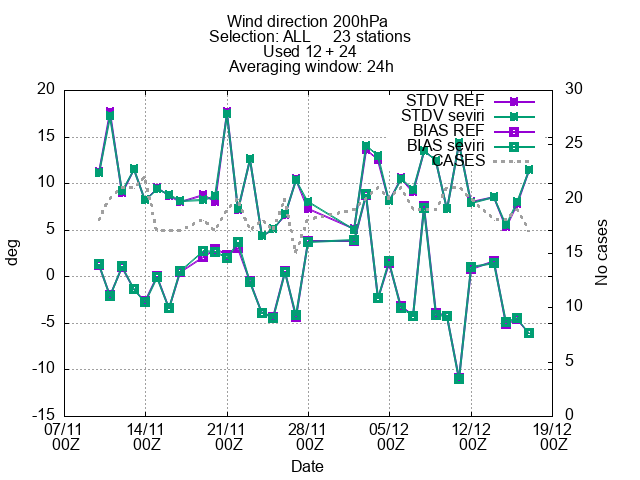 Wind direction 200hPa
Selection: ALL 23 stations
Used 12 + 24
Averaging window: 24h
20
15
10
5
0
-5
-10
-15
deg
30
25
20
15
10
5
0
No cases
STDV REF
STDV seviri
BIAS REF
BIAS seviri
CASES
07/11 14/11 21/11 28/11 05/12 12/12 19/12
00Z 00Z 00Z 00Z 00Z 00Z 00Z
Date